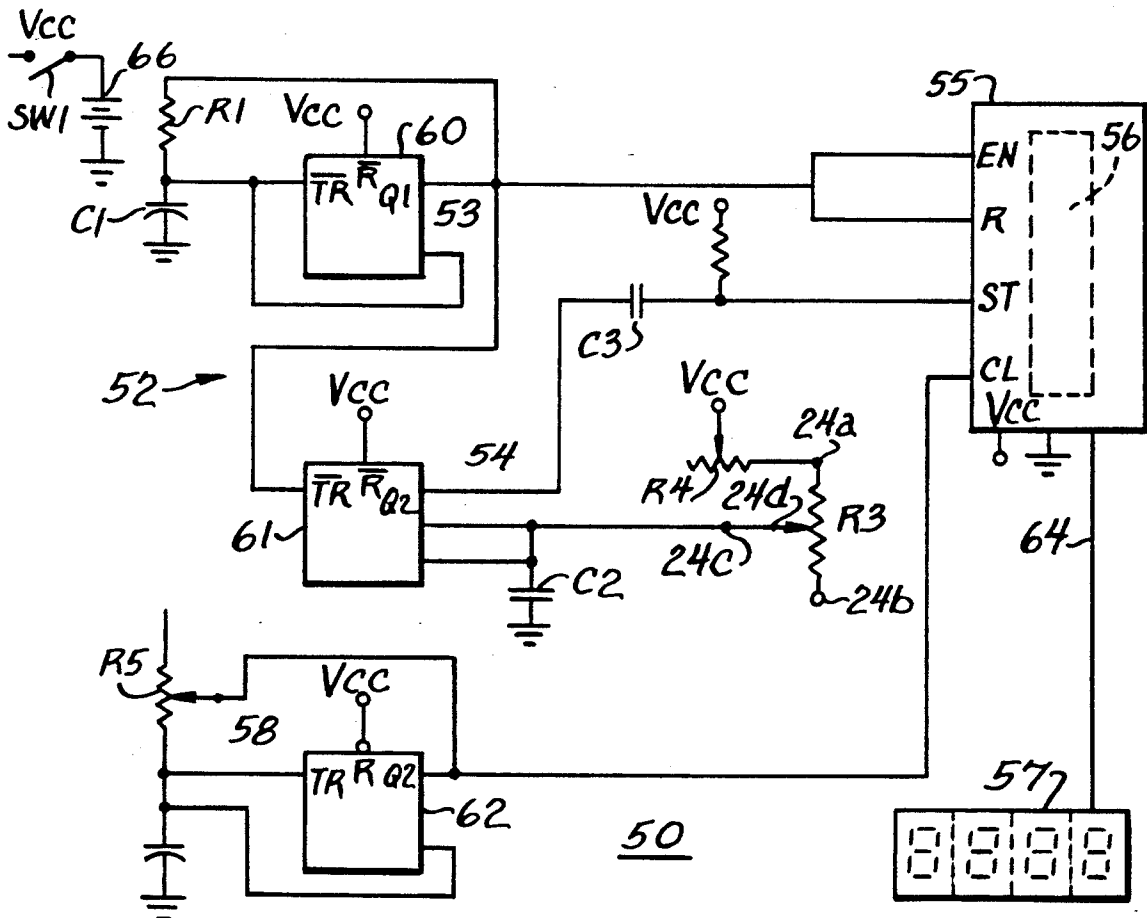 Vcc
66
SW1
R1
Vcc
60
55
TR R Q1
53
C1
EN
56
R
Vcc
ST
C3
52
Vcc
Vcc
CL
Vcc
54
24a
TR R Q2
R4
24d
R3
61
24c
64
C2
24b
R5
Vcc
58
TR R Q2
62
57
50
8888